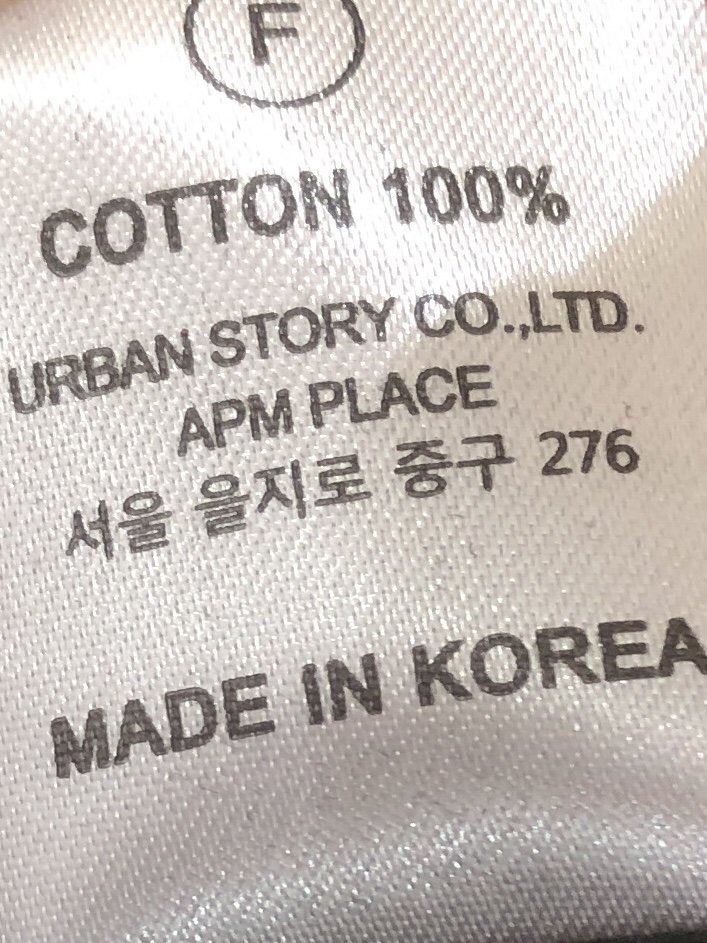 F
COTTON 100%
URBAN STORY CO.,LTD.
APM PLACE
서울 을지로 중구 276
MADE IN KOREA